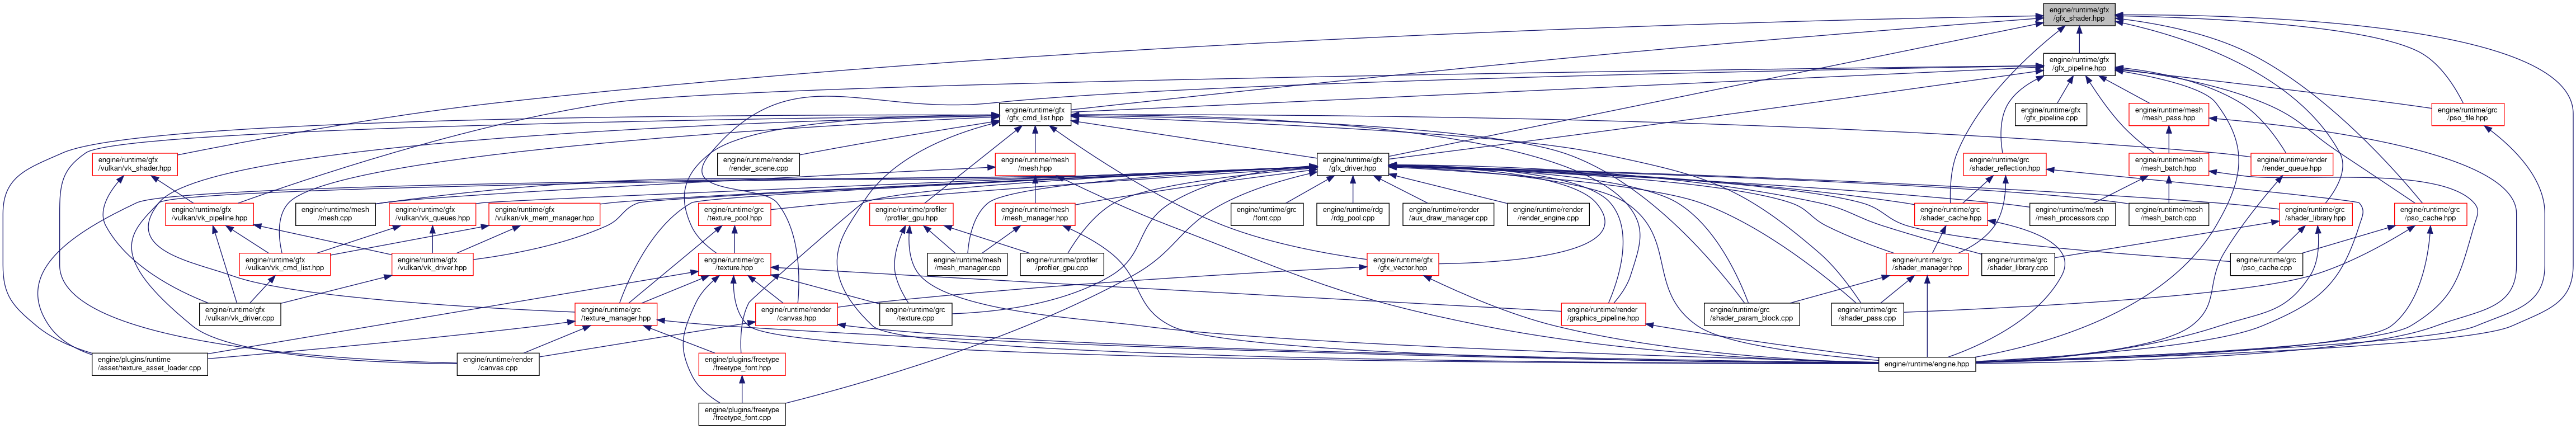 engine/runtime/gfx
/gfx_shader.hpp
engine/runtime/gfx
/gfx_pipeline.hpp
engine/runtime/gfx
/gfx_cmd_list.hpp
engine/runtime/gfx
/gfx_pipeline.cpp
engine/runtime/mesh
/mesh_pass.hpp
engine/runtime/grc
/pso_file.hpp
engine/runtime/gfx
/vulkan/vk_shader.hpp
engine/runtime/render
/render_scene.cpp
engine/runtime/mesh
/mesh.hpp
engine/runtime/gfx
/gfx_driver.hpp
engine/runtime/grc
/shader_reflection.hpp
engine/runtime/mesh
/mesh_batch.hpp
engine/runtime/render
/render_queue.hpp
engine/runtime/gfx
/vulkan/vk_pipeline.hpp
engine/runtime/mesh
/mesh.cpp
engine/runtime/gfx
/vulkan/vk_queues.hpp
engine/runtime/gfx
/vulkan/vk_mem_manager.hpp
engine/runtime/grc
/texture_pool.hpp
engine/runtime/profiler
/profiler_gpu.hpp
engine/runtime/mesh
/mesh_manager.hpp
engine/runtime/grc
/font.cpp
engine/runtime/rdg
/rdg_pool.cpp
engine/runtime/render
/aux_draw_manager.cpp
engine/runtime/render
/render_engine.cpp
engine/runtime/grc
/shader_cache.hpp
engine/runtime/mesh
/mesh_processors.cpp
engine/runtime/mesh
/mesh_batch.cpp
engine/runtime/grc
/shader_library.hpp
engine/runtime/grc
/pso_cache.hpp
engine/runtime/gfx
/vulkan/vk_cmd_list.hpp
engine/runtime/gfx
/vulkan/vk_driver.hpp
engine/runtime/grc
/texture.hpp
engine/runtime/mesh
/mesh_manager.cpp
engine/runtime/profiler
/profiler_gpu.cpp
engine/runtime/gfx
/gfx_vector.hpp
engine/runtime/grc
/shader_manager.hpp
engine/runtime/grc
/shader_library.cpp
engine/runtime/grc
/pso_cache.cpp
engine/runtime/gfx
/vulkan/vk_driver.cpp
engine/runtime/grc
/texture_manager.hpp
engine/runtime/render
/canvas.hpp
engine/runtime/grc
/texture.cpp
engine/runtime/render
/graphics_pipeline.hpp
engine/runtime/grc
/shader_param_block.cpp
engine/runtime/grc
/shader_pass.cpp
engine/plugins/runtime
/asset/texture_asset_loader.cpp
engine/runtime/render
/canvas.cpp
engine/plugins/freetype
/freetype_font.hpp
engine/runtime/engine.hpp
engine/plugins/freetype
/freetype_font.cpp